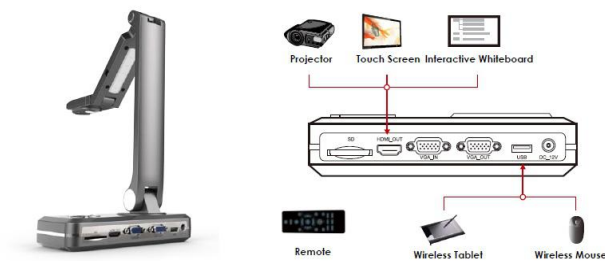 Projector
Touch Screen
Interactive Whiteboard
SD
HDMI_OUT
VGA_IN
VGA_OUT
USB
DC_12V
Remote
Wireless Tablet
Wireless Mouse